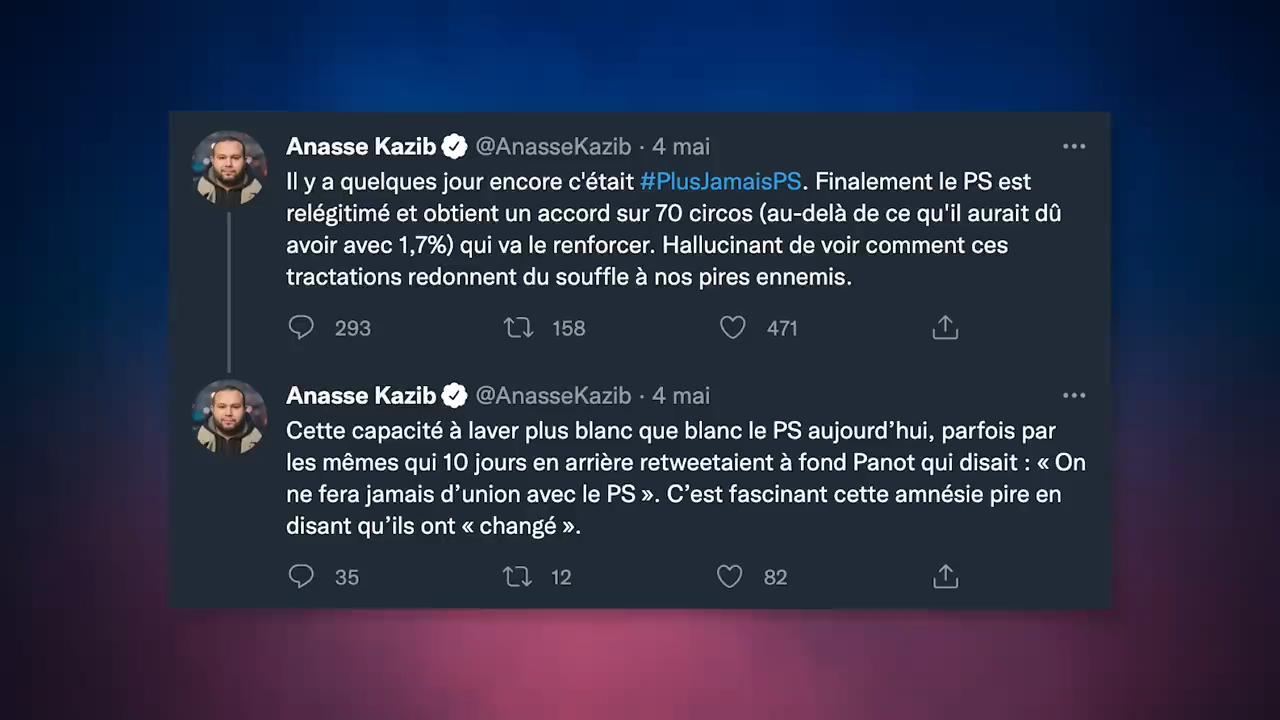 Anasse Kazib @AnasseKazib · 4 mai
Il y a quelques jour encore c'était #PlusJamaisPS. Finalement le PS est
relégitimé et obtient un accord sur 70 circos (au-delà de ce qu'il aurait dû
avoir avec 1,7%) qui va le renforcer. Hallucinant de voir comment ces
tractations redonnent du souffle à nos pires ennemis.
293 158 471
Anasse Kazib @AnasseKazib · 4 mai
Cette capacité à laver plus blanc que blanc le PS aujourd’hui, parfois par
les mêmes qui 10 jours en arrière retweetaient à fond Panot qui disait : « On
ne fera jamais d’union avec le PS ». C’est fascinant cette amnésie pire en
disant qu’ils ont « changé ».
35 12 82